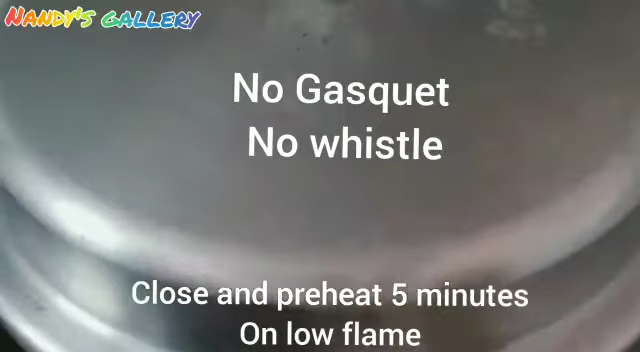 NANDY'S GALLERY
No Gasquet
No whistle
Close and preheat 5 minutes
On low flame